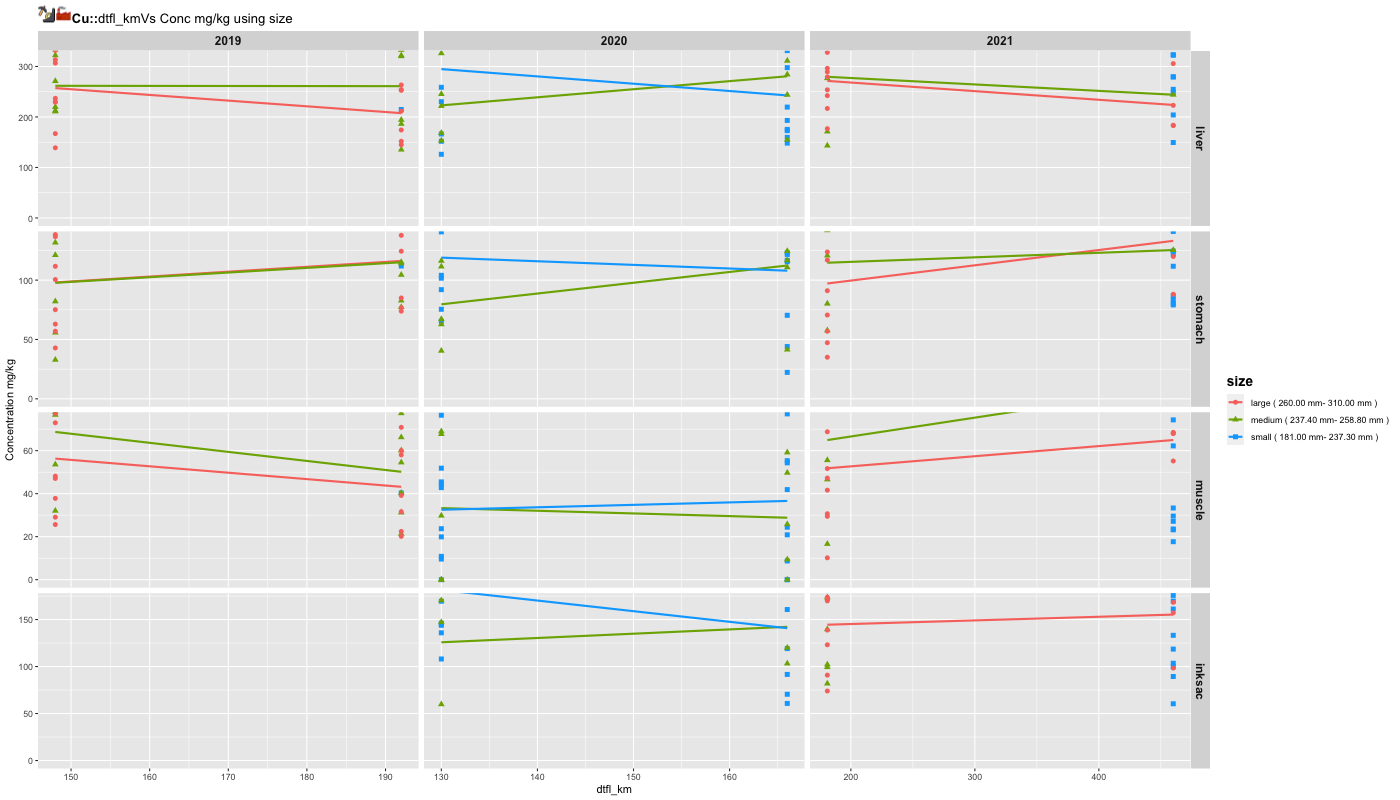 Cu::dtfl_kmVs Conc mg/kg using size
2019 2020 2021
300
200
100
0
liver
100
50
0
stomach
Concentration mg/kg
60
40
20
0
muscle
150
100
50
0
inksac
150 160 170 180 190 130 140 150 160 200 300 400
dtfl_km
size
large ( 260.00 mm- 310.00 mm )
medium ( 237.40 mm- 258.80 mm )
small ( 181.00 mm- 237.30 mm )